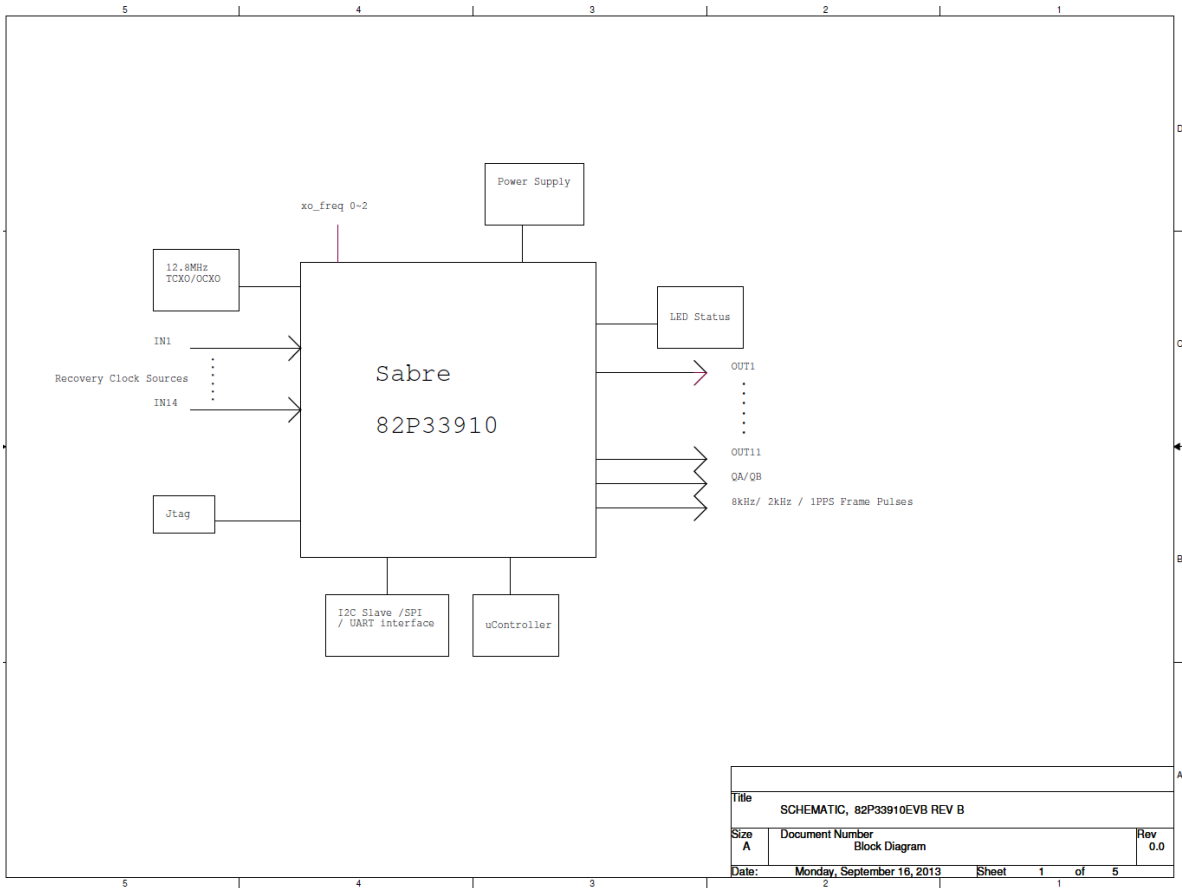 5 4 3 2 1
D
Power Supply
xo_freq 0~2
12.8MHz
TCXO/OCXO
LED Status
IN1
C
Sabre
OUT1
Recovery Clock Sources
IN14
82P33910
OUT11
QA/QB
8kHz/ 2kHz / 1PPS Frame Pulses
Jtag
B
I2C Slave /SPI
/ UART interface
uController
A
Title
SCHEMATIC, 82P33910EVB REV B
Size Document Number Rev
A Block Diagram 0.0
Date: Monday, September 16, 2013 Sheet 1 of 5
5 4 3 2 1